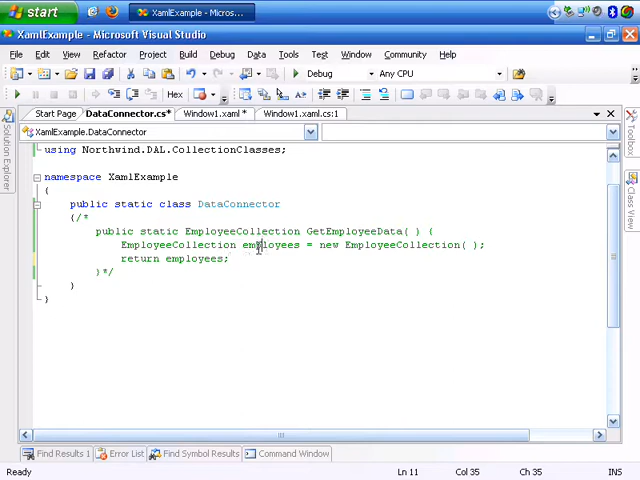 start
XamlExample - Micros...
XamlExample - Microsoft Visual Studio
File Edit View Refactor Project Build Debug Data Tools Test Window Community Help
Debug Any CPU
Hex
Start Page DataConnector.cs* Window1.xaml* Window1.xaml.cs:1
XamlExample.DataConnector
Solution Explorer
Toolbox
Class View
using Northwind.DAL.CollectionClasses;
namespace XamlExample
{
public static class DataConnector
{/*
public static EmployeeCollection GetEmployeeData( ) {
EmployeeCollection employees = new EmployeeCollection( );
return employees;
}*/
}
}
Find Results 1 Error List Find Symbol Results Command Window
Ready Ln 11 Col 35 Ch 35 INS